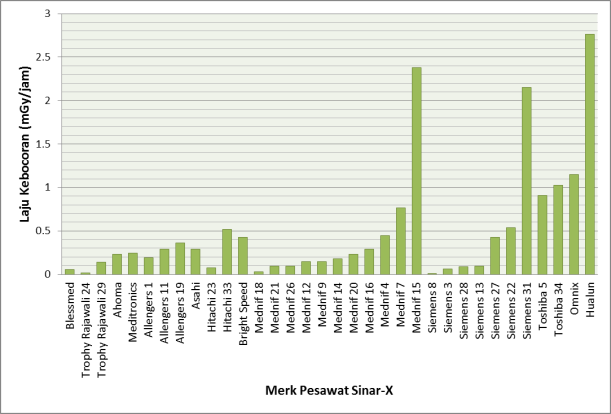 Laju Kebocoran (mGy/jam)
3
2.5
2
1.5
1
0.5
0
Blessmed
Trophy Rajawali 24
Trophy Rajawali 29
Ahoma
Meditronics
Allengers 1
Allengers 11
Allengers 19
Asahi
Hitachi 23
Hitachi 33
Bright Speed
Mednif 18
Mednif 21
Mednif 26
Mednif 12
Mednif 9
Mednif 14
Mednif 20
Mednif 16
Mednif 4
Mednif 7
Mednif 15
Siemens 8
Siemens 3
Siemens 28
Siemens 13
Siemens 27
Siemens 22
Siemens 31
Toshiba 5
Toshiba 34
Omnix
Hualun
Merk Pesawat Sinar-X